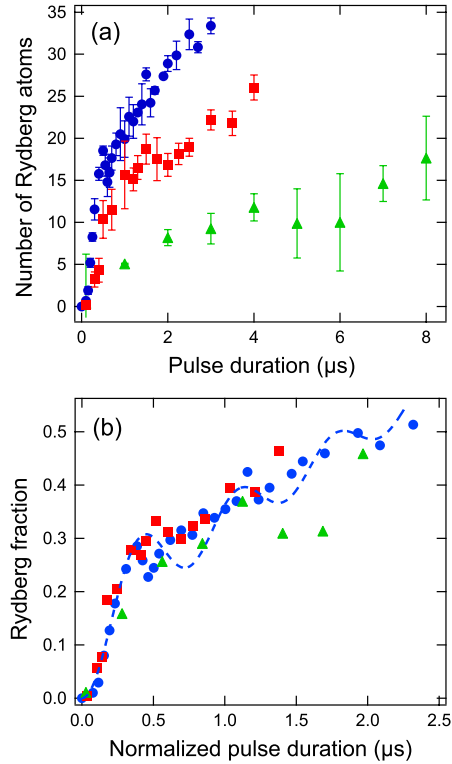 (a)
35
30
25
20
15
10
5
0
Number of Rydberg atoms
0 2 4 6 8
Pulse duration (μs)
(b)
0.5
0.4
0.3
0.2
0.1
0.0
Rydberg fraction
0.0 0.5 1.0 1.5 2.0 2.5
Normalized pulse duration (μs)